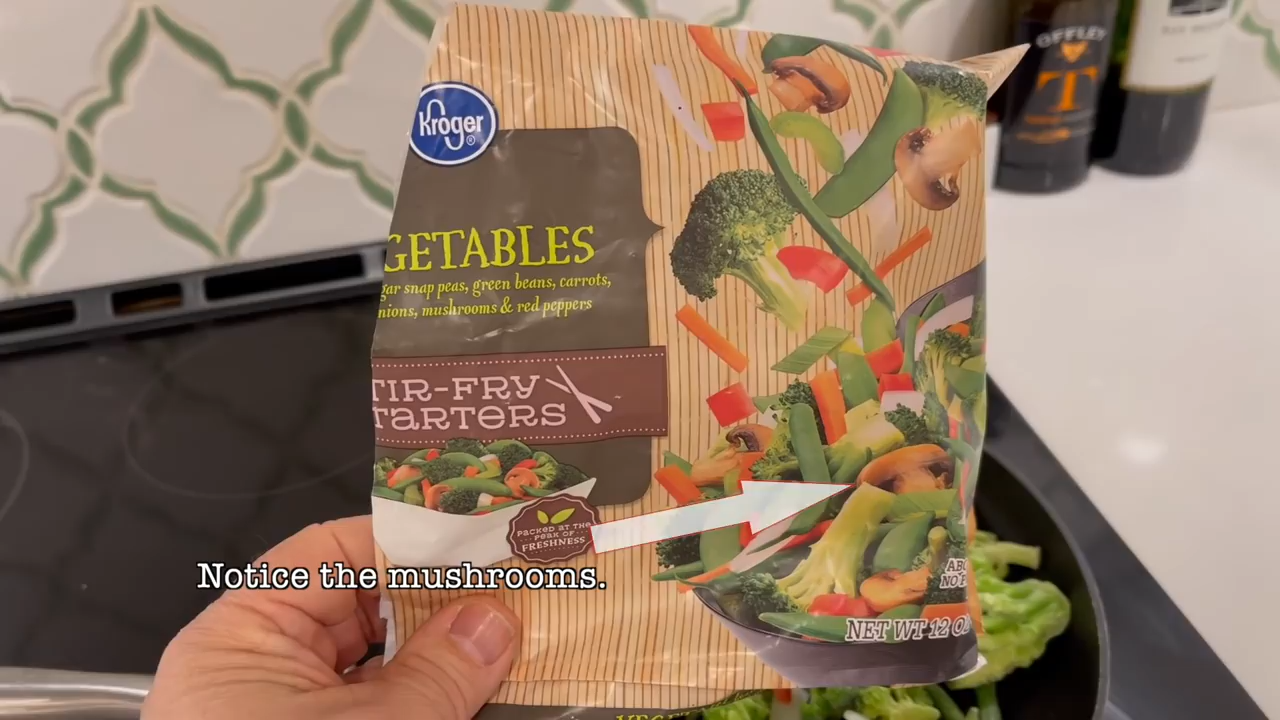 OFFLEY
T
Kroger
GETABLES
gar snap peas, green beans, carrots,
nions, mushrooms & red peppers
TIR-FRY
TARTERS
PACKED AT THE
PEAK OF
FRESHNESS
Notice the mushrooms.
NET WT 12 O